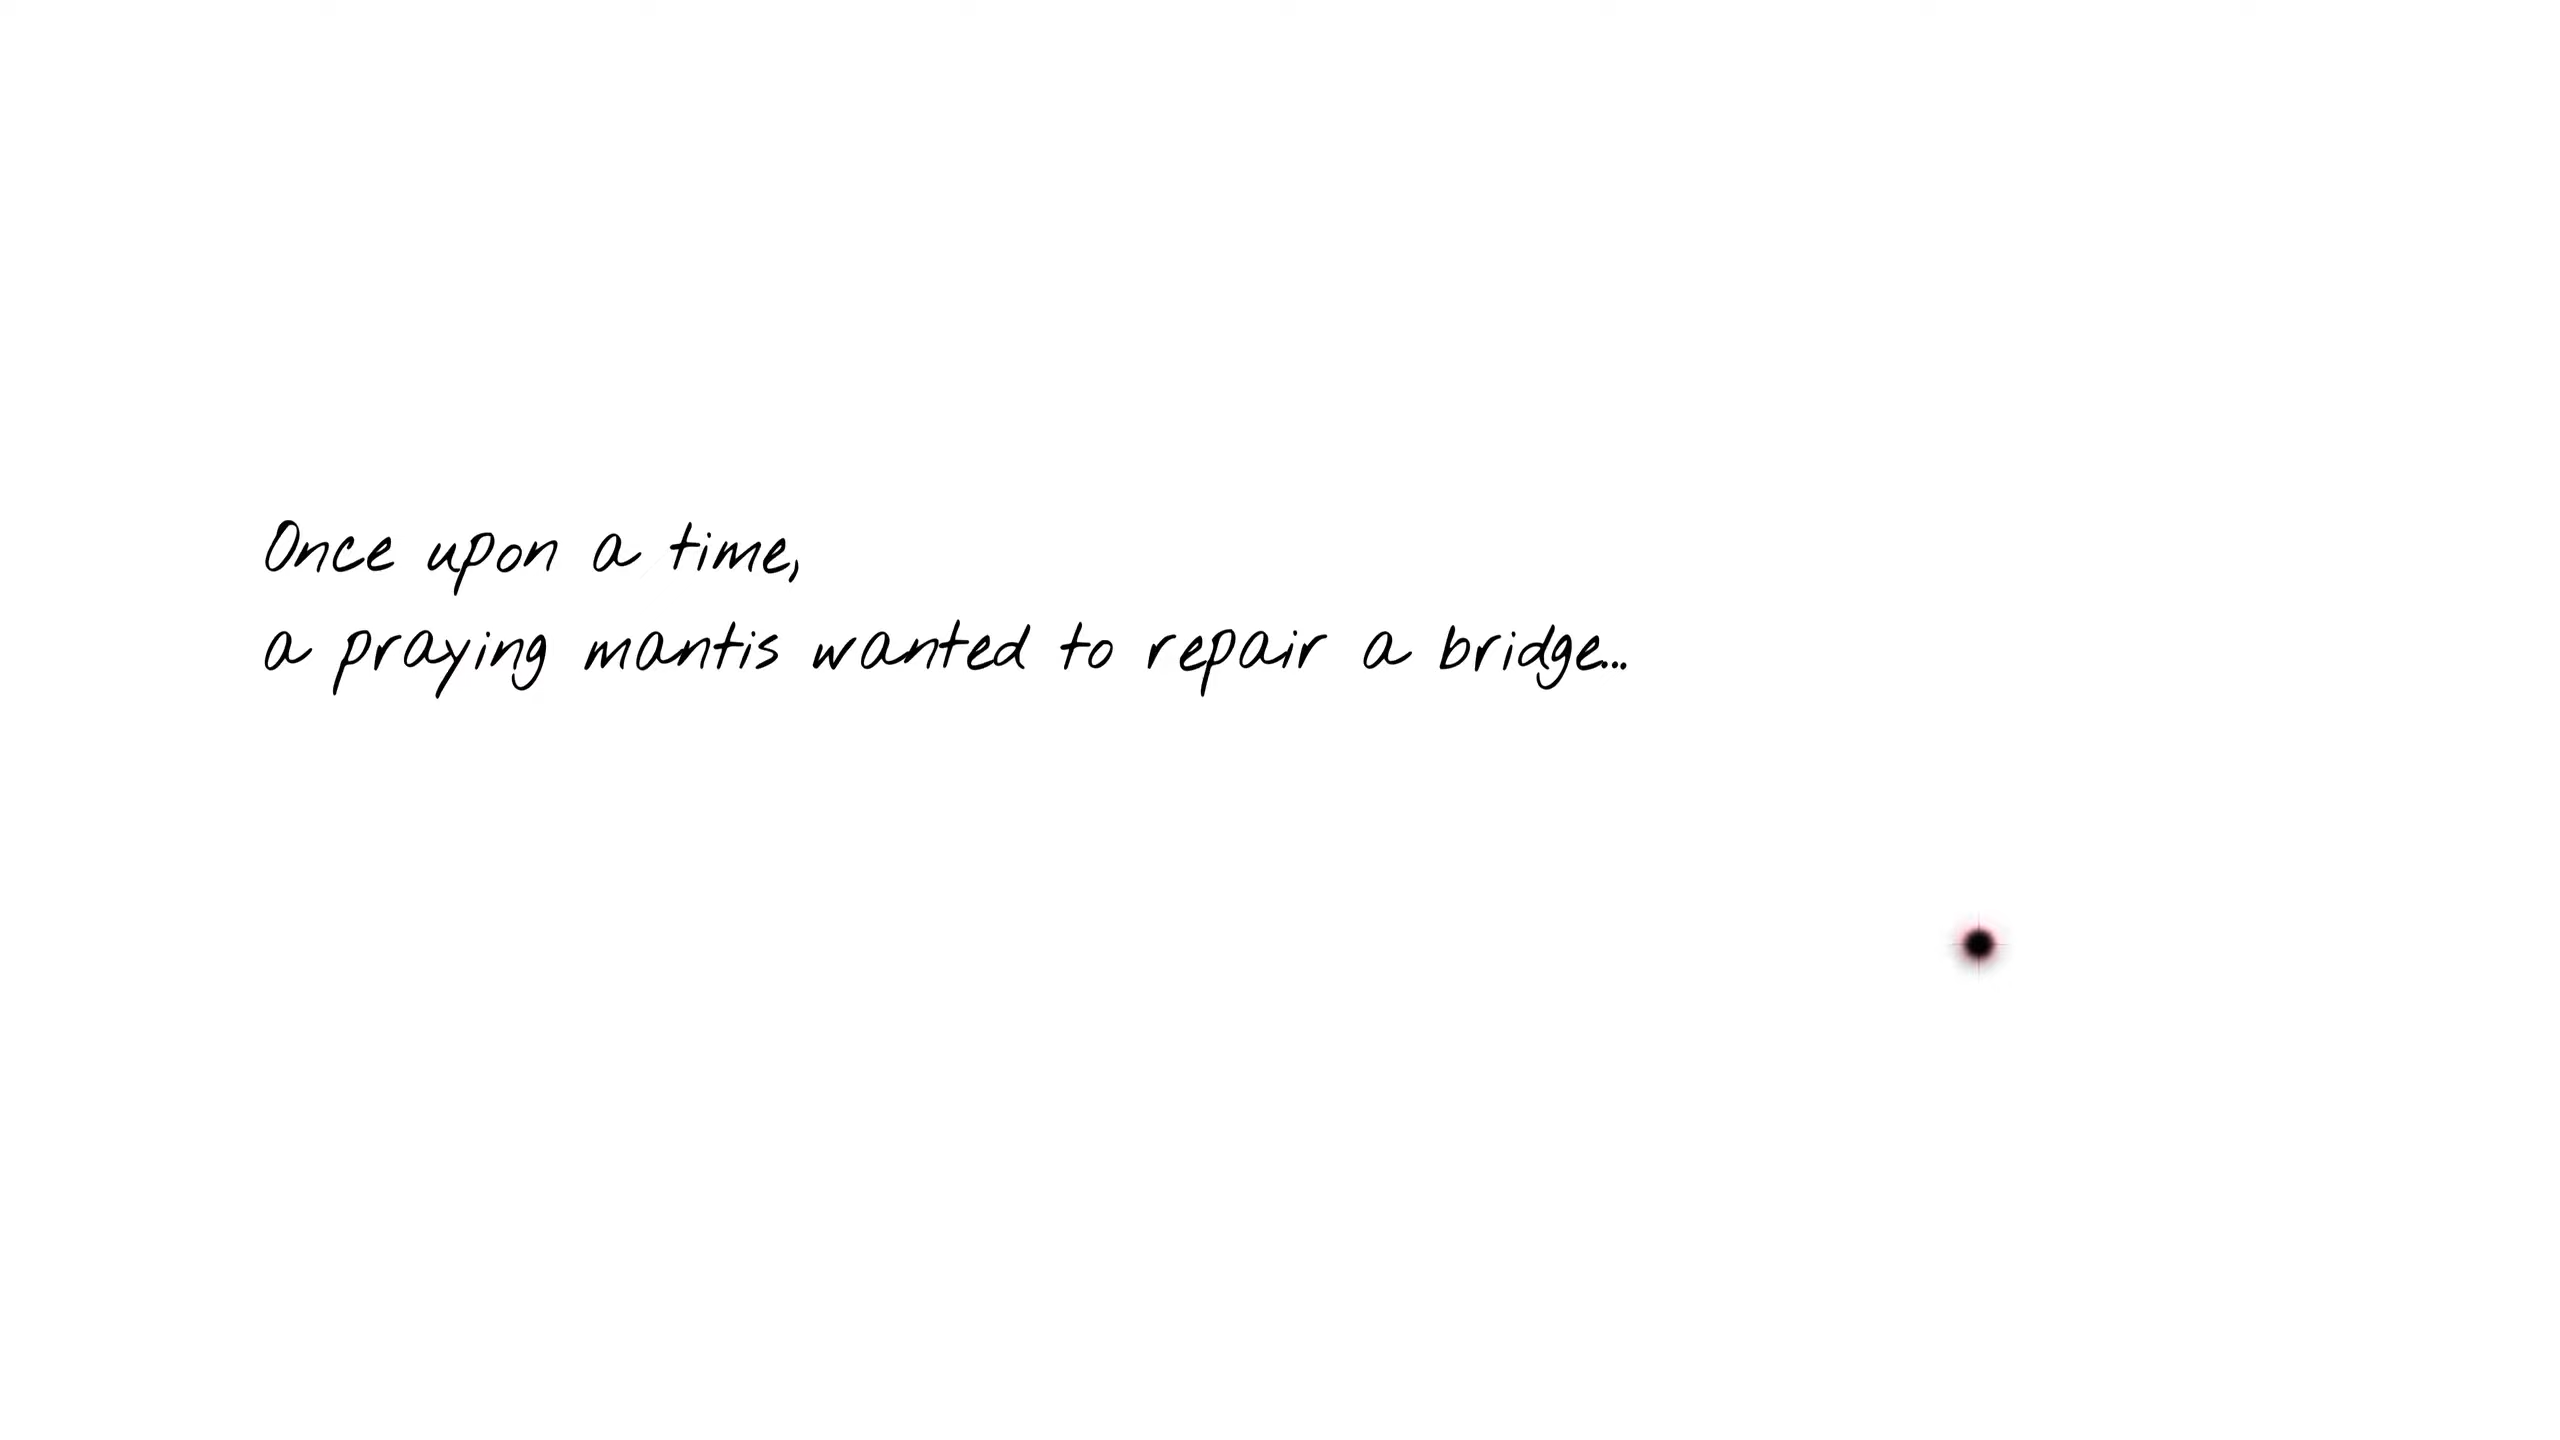 Once upon a time,
a praying mantis wanted to repair a bridge...